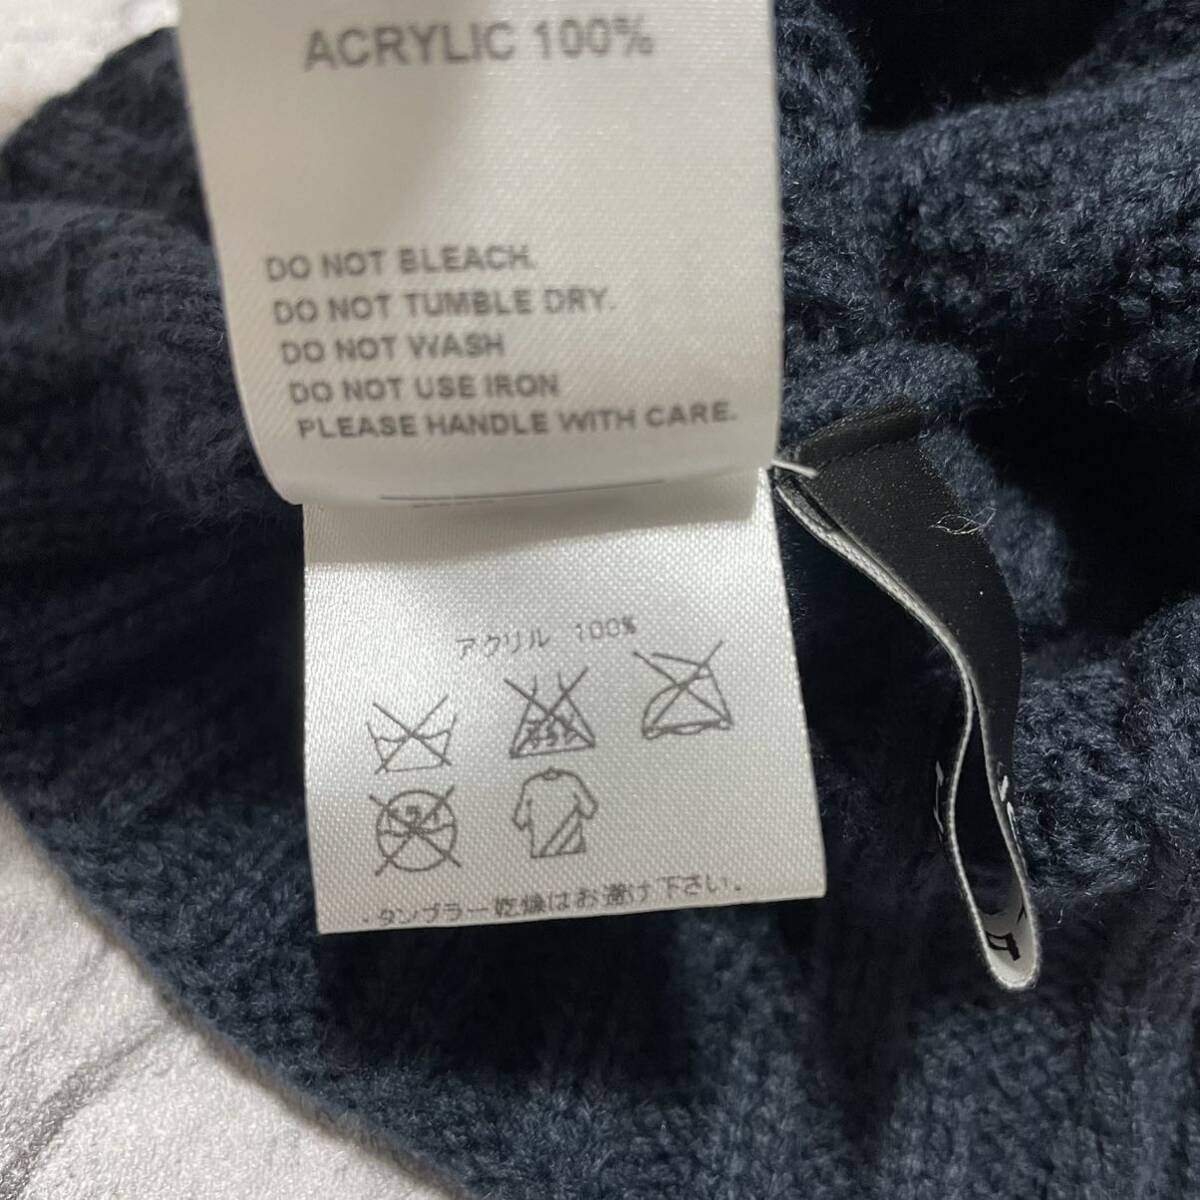 ACRYLIC 100%
DO NOT BLEACH.
DO NOT TUMBLE DRY.
DO NOT WASH
DO NOT USE IRON
PLEASE HANDLE WITH CARE.
アクリル 100%
・タンブラー乾燥はお避け下さい.